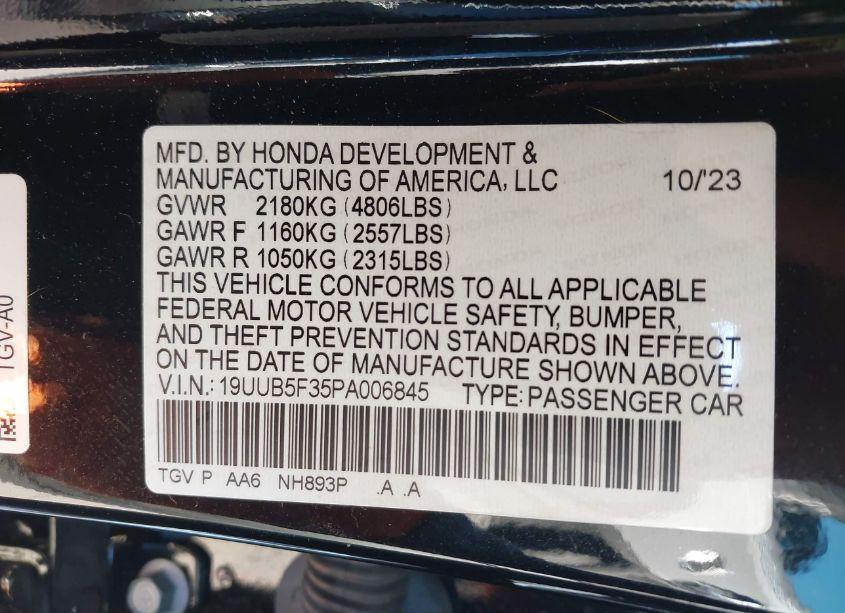 MFD. BY HONDA DEVELOPMENT &
MANUFACTURING OF AMERICA, LLC 10/'23
GVWR 2180KG (4806LBS)
GAWR F 1160KG (2557LBS)
GAWR R 1050KG (2315LBS)
THIS VEHICLE CONFORMS TO ALL APPLICABLE
FEDERAL MOTOR VEHICLE SAFETY, BUMPER,
AND THEFT PREVENTION STANDARDS IN EFFECT
ON THE DATE OF MANUFACTURE SHOWN ABOVE.
V.I.N.: 19UUB5F35PA006845 TYPE: PASSENGER CAR
TGV P AA6 NH893P .A .A
TGV-A0